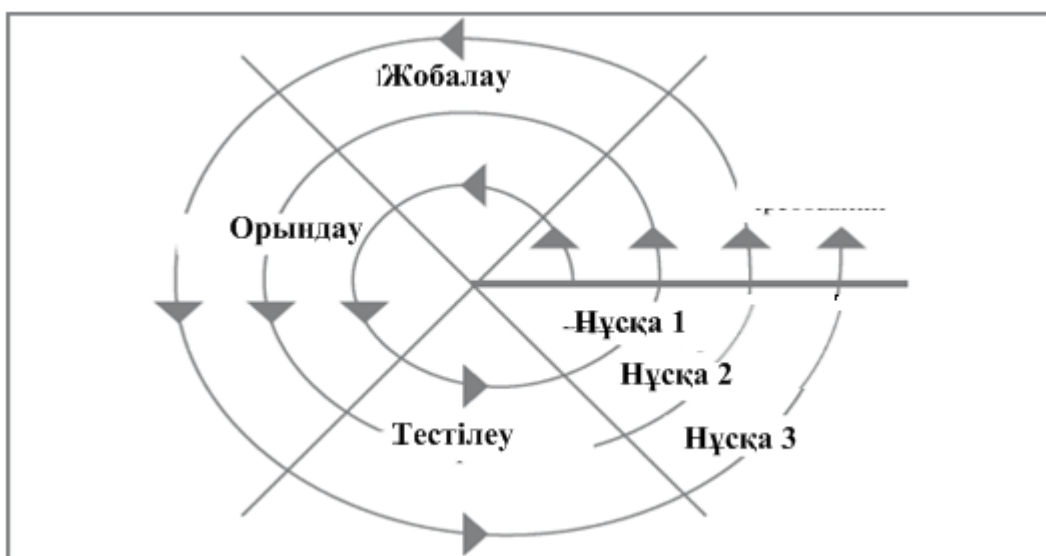 Жобалау
Орындау
Нұсқа 1
Нұсқа 2
Тестілеу
Нұсқа 3